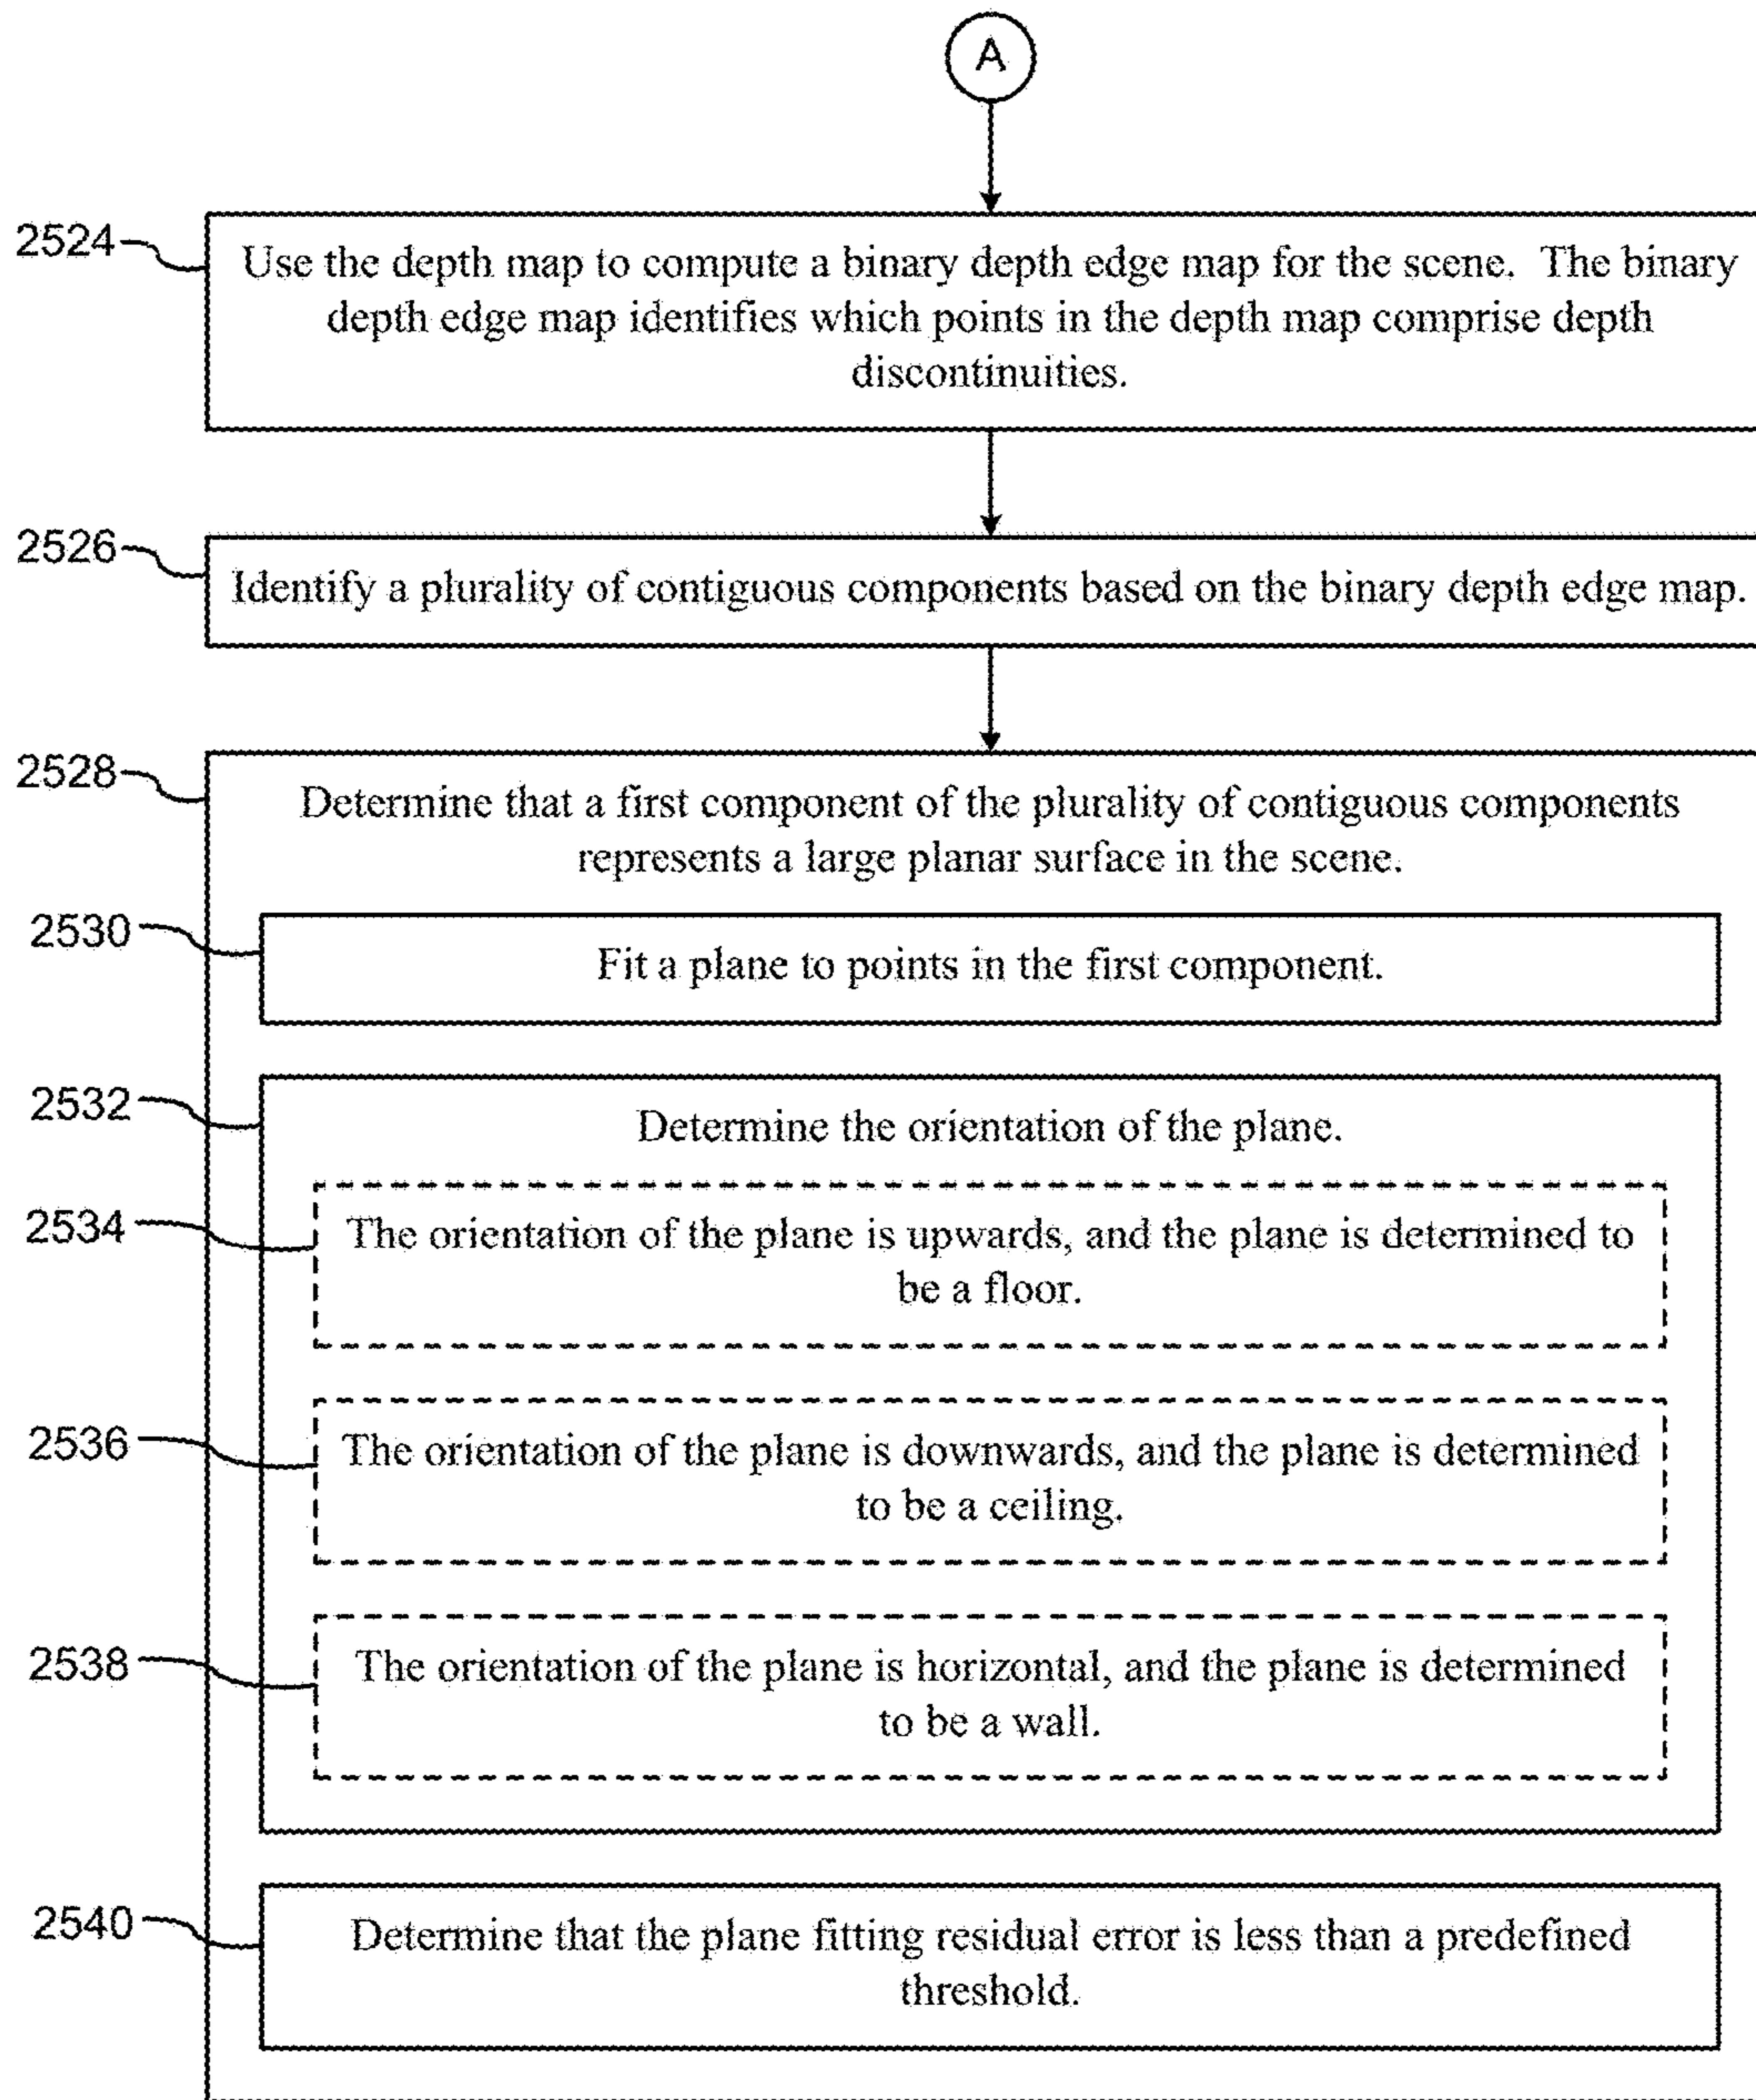 A
2524
Use the depth map to compute a binary depth edge map for the scene. The binary
depth edge map identifies which points in the depth map comprise depth
discontinuities.
2526
Identify a plurality of contiguous components based on the binary depth edge map.
2528
Determine that a first component of the plurality of contiguous components
represents a large planar surface in the scene.
2530
Fit a plane to points in the first component.
2532
Determine the orientation of the plane.
2534
The orientation of the plane is upwards, and the plane is determined to
be a floor.
2536
The orientation of the plane is downwards, and the plane is determined
to be a ceiling.
2538
The orientation of the plane is horizontal, and the plane is determined
to be a wall.
2540
Determine that the plane fitting residual error is less than a predefined
threshold.